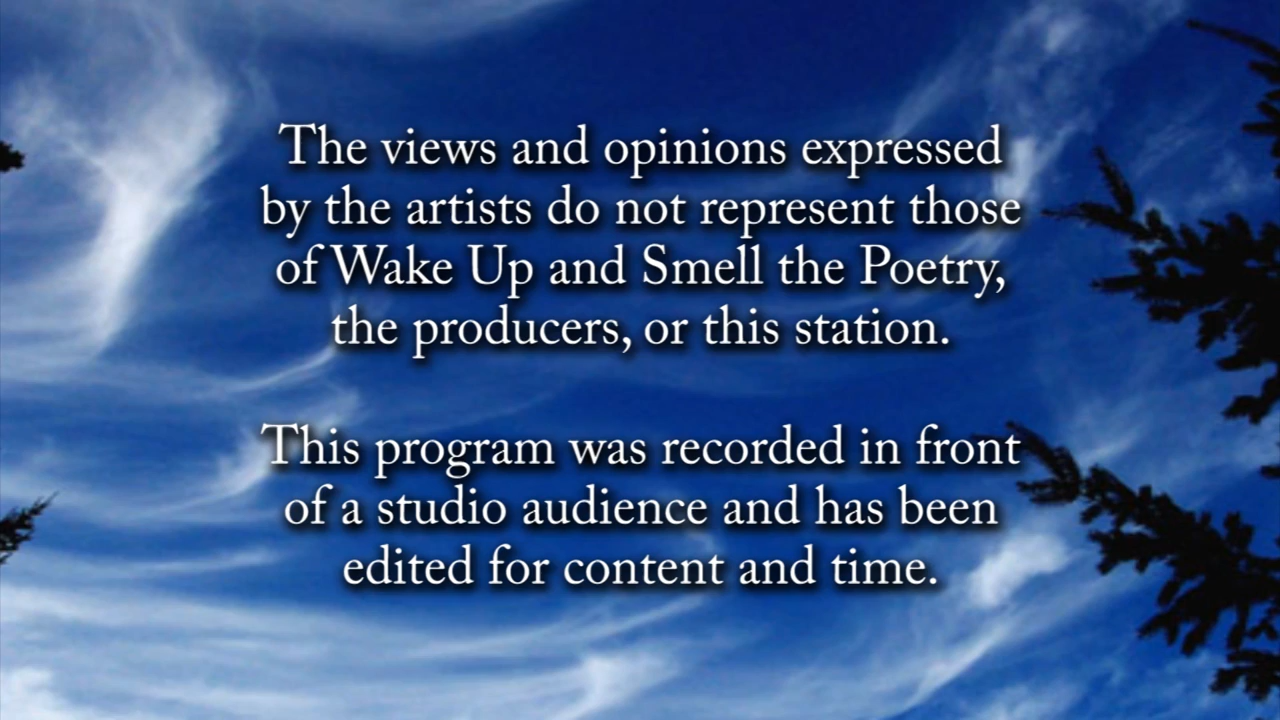 The views and opinions expressed
by the artists do not represent those
of Wake Up and Smell the Poetry,
the producers, or this station.
This program was recorded in front
of a studio audience and has been
edited for content and time.